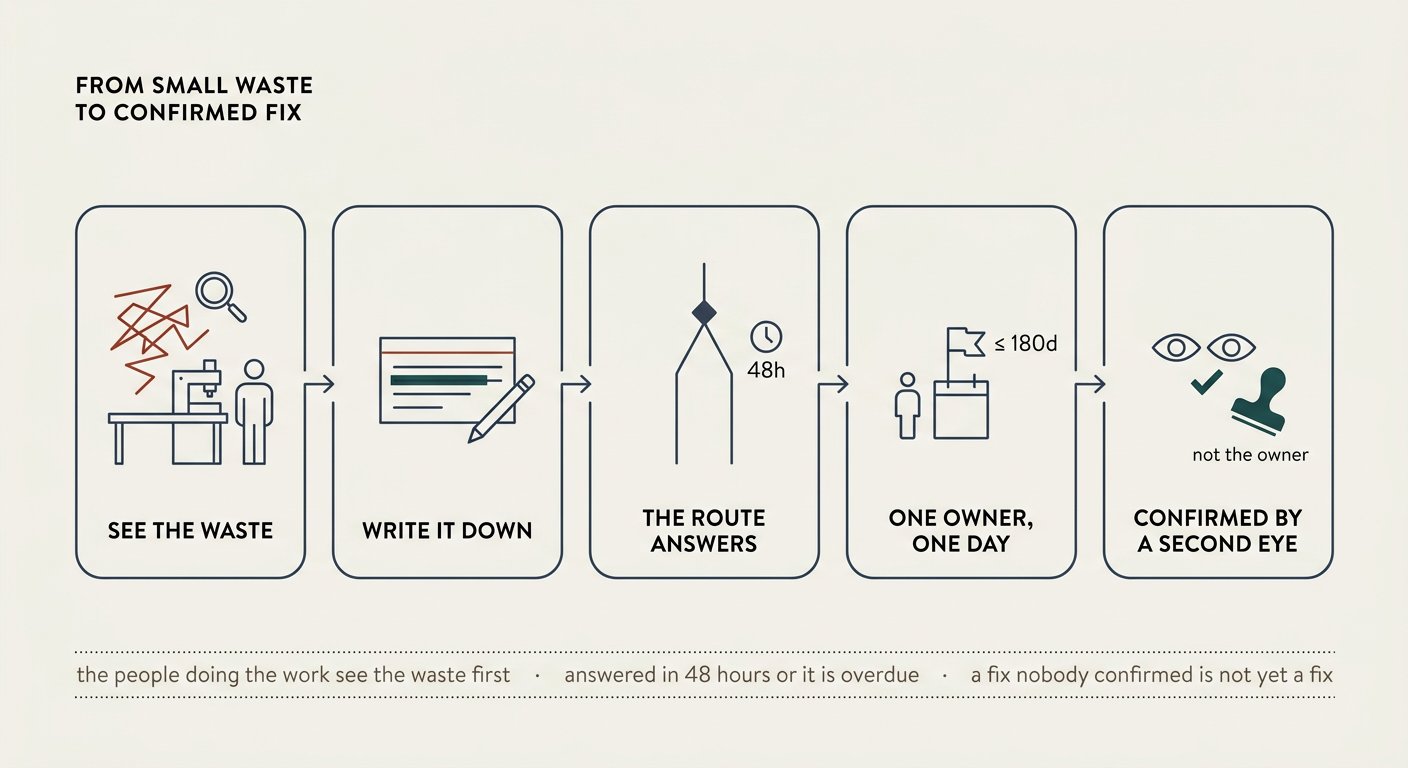 FROM SMALL WASTE
TO CONFIRMED FIX
SEE THE WASTE
WRITE IT DOWN
48h
THE ROUTE
ANSWERS
≤ 180d
ONE OWNER,
ONE DAY
not the owner
CONFIRMED BY
A SECOND EYE
the people doing the work see the waste first · answered in 48 hours or it is overdue · a fix nobody confirmed is not yet a fix